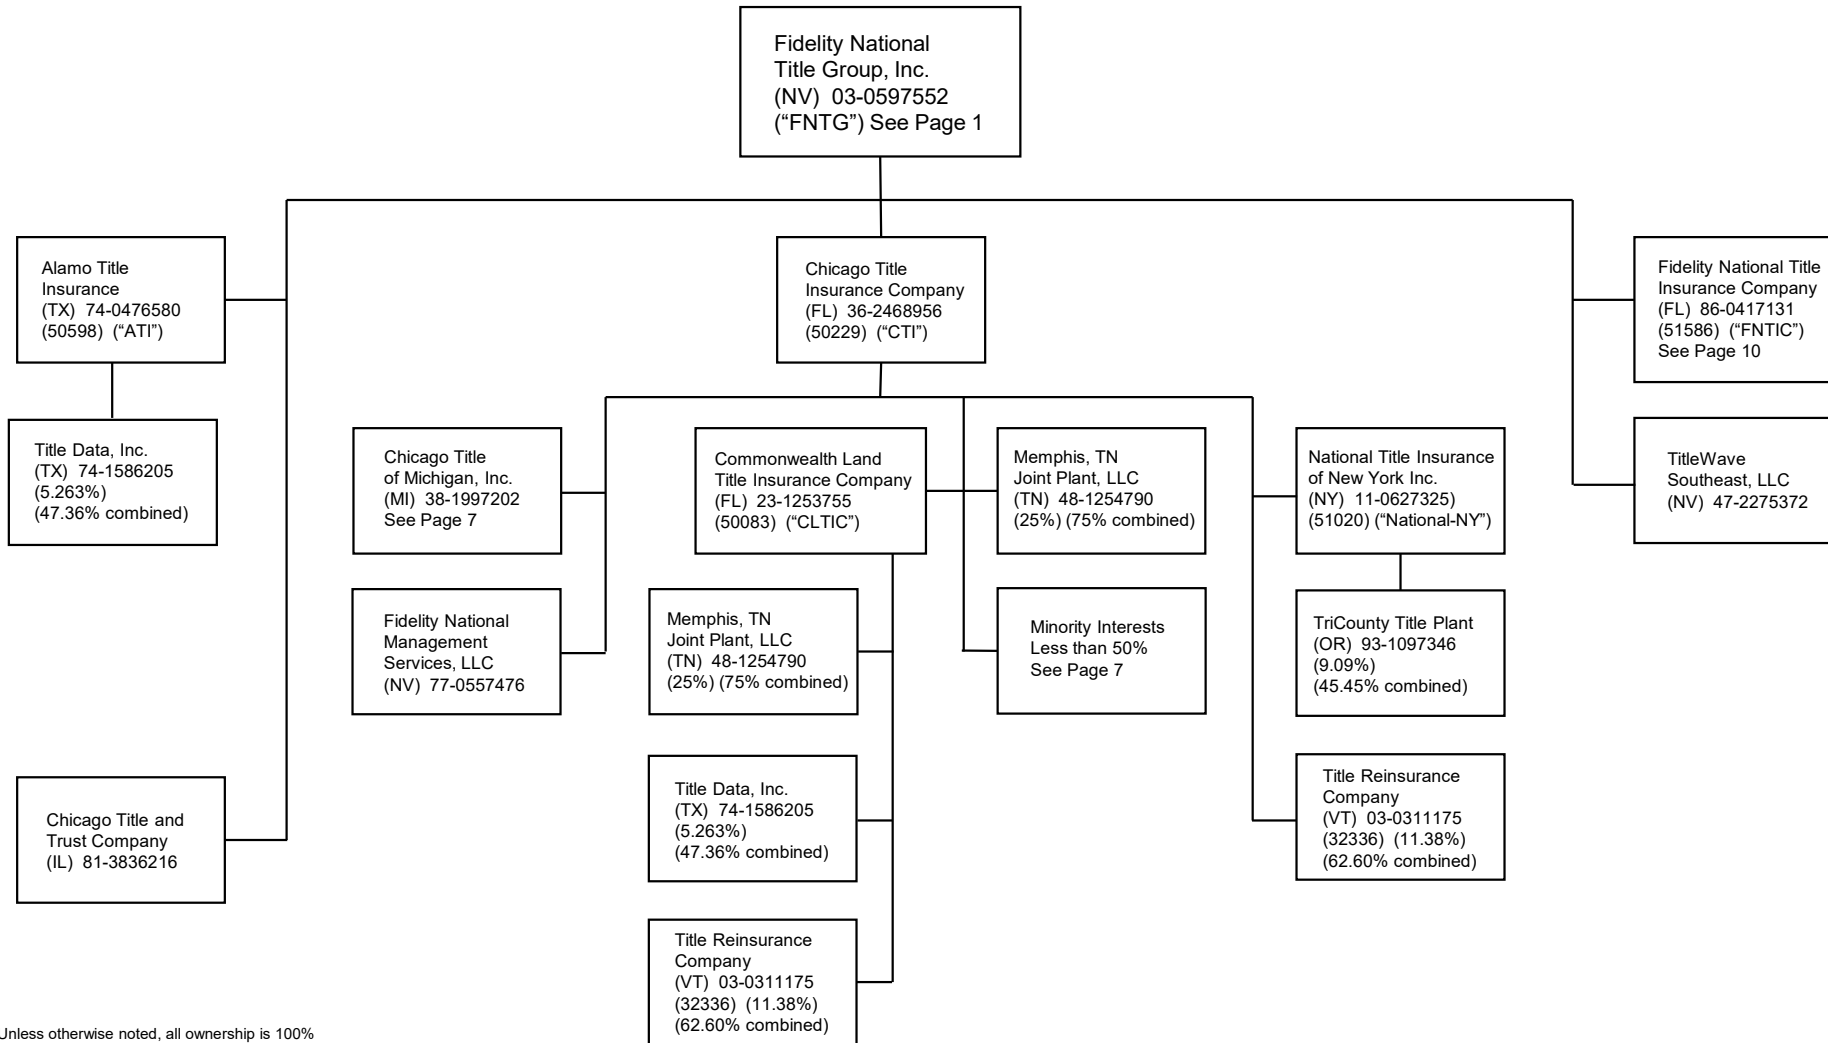 Fidelity National
Title Group, Inc.
(NV) 03-0597552
(“FNTG”) See Page 1
Alamo Title
Insurance
(TX) 74-0476580
(50598) (“ATI”)
Chicago Title
Insurance Company
(FL) 36-2468956
(50229) (“CTI”)
Fidelity National Title
Insurance Company
(FL) 86-0417131
(51586) (“FNTIC”)
See Page 10
Title Data, Inc.
(TX) 74-1586205
(5.263%)
(47.36% combined)
Chicago Title
of Michigan, Inc.
(MI) 38-1997202
See Page 7
Commonwealth Land
Title Insurance Company
(FL) 23-1253755
(50083) (“CLTIC”)
Memphis, TN
Joint Plant, LLC
(TN) 48-1254790
(25%) (75% combined)
National Title Insurance
of New York Inc.
(NY) 11-0627325)
(51020) (“National-NY”)
TitleWave
Southeast, LLC
(NV) 47-2275372
Fidelity National
Management
Services, LLC
(NV) 77-0557476
Memphis, TN
Joint Plant, LLC
(TN) 48-1254790
(25%) (75% combined)
Minority Interests
Less than 50%
See Page 7
TriCounty Title Plant
(OR) 93-1097346
(9.09%)
(45.45% combined)
Chicago Title and
Trust Company
(IL) 81-3836216
Title Data, Inc.
(TX) 74-1586205
(5.263%)
(47.36% combined)
Title Reinsurance
Company
(VT) 03-0311175
(32336) (11.38%)
(62.60% combined)
Title Reinsurance
Company
(VT) 03-0311175
(32336) (11.38%)
(62.60% combined)
Unless otherwise noted, all ownership is 100%